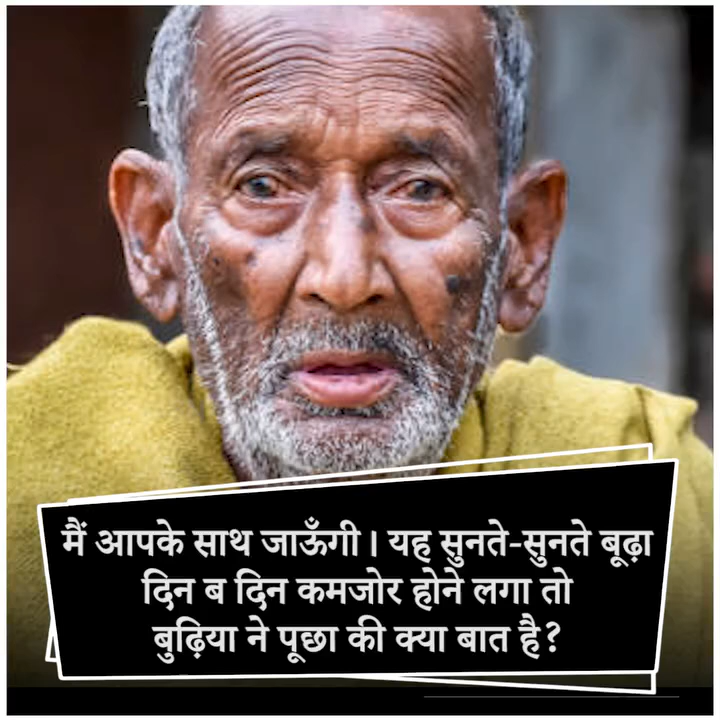 मैं आपके साथ जाऊँगी। यह सुनते-सुनते बूढ़ा
दिन ब दिन कमजोर होने लगा तो
बुढ़िया ने पूछा की क्या बात है?